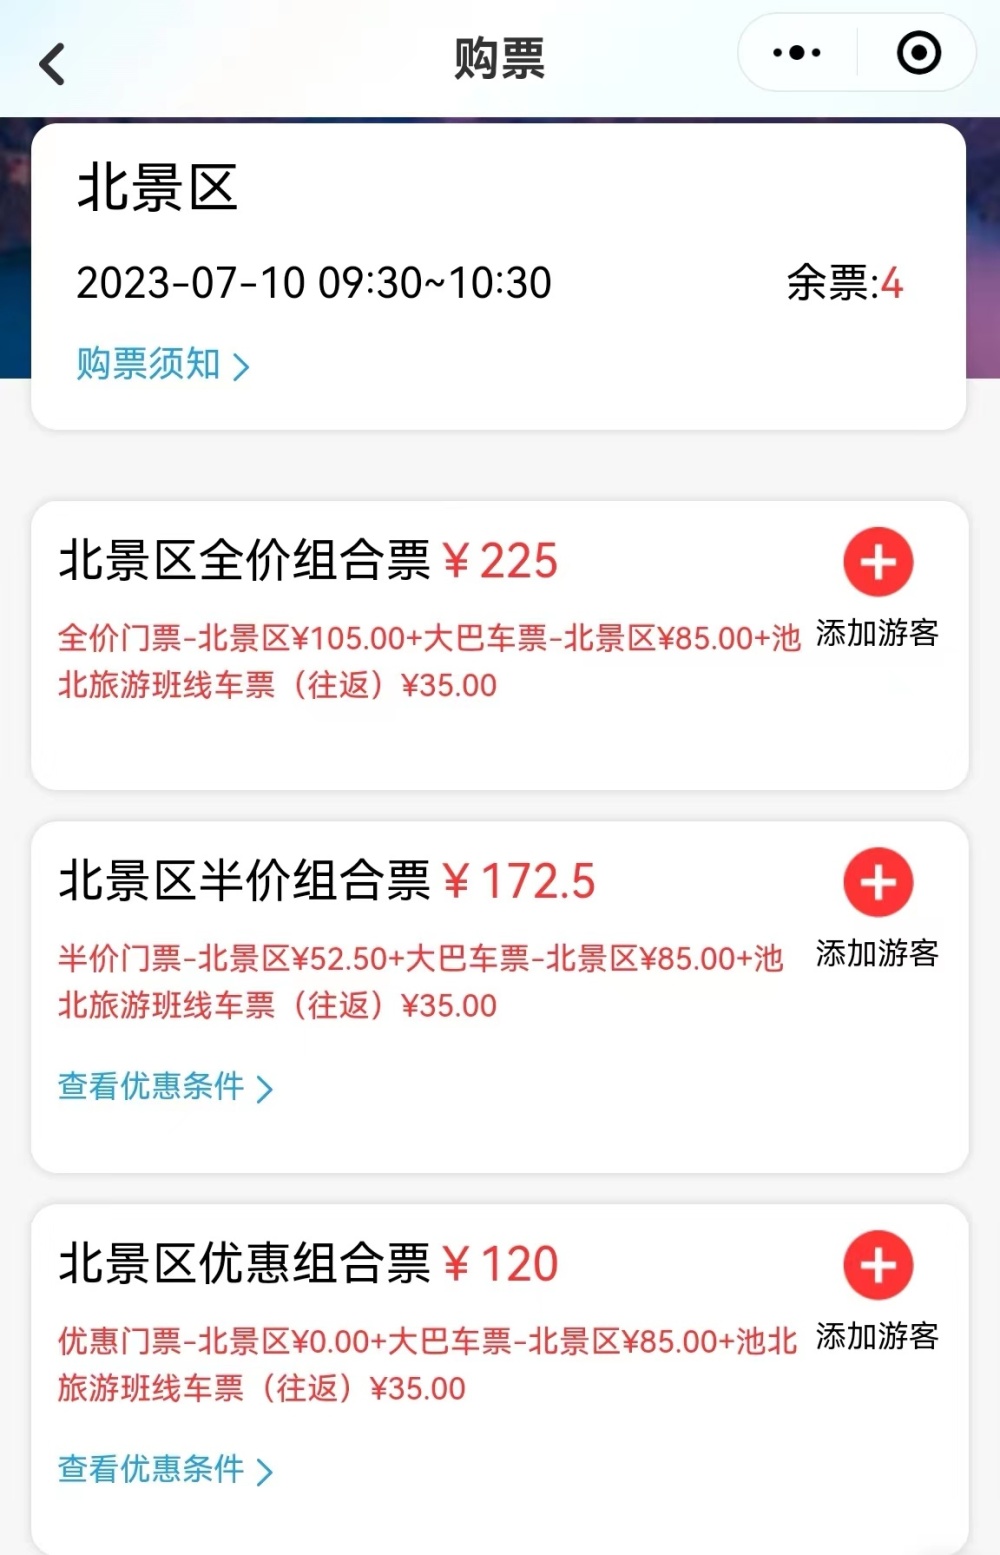 购票
北景区
2023-07-10 09:30~10:30 余票:4
购票须知 >
北景区全价组合票 ¥ 225
添加游客
全价门票-北景区¥105.00+大巴车票-北景区¥85.00+池
北旅游班线车票（往返）¥35.00
北景区半价组合票 ¥ 172.5
添加游客
半价门票-北景区¥52.50+大巴车票-北景区¥85.00+池
北旅游班线车票（往返）¥35.00
查看优惠条件 >
北景区优惠组合票 ¥ 120
添加游客
优惠门票-北景区¥0.00+大巴车票-北景区¥85.00+池北
旅游班线车票（往返）¥35.00
查看优惠条件 >